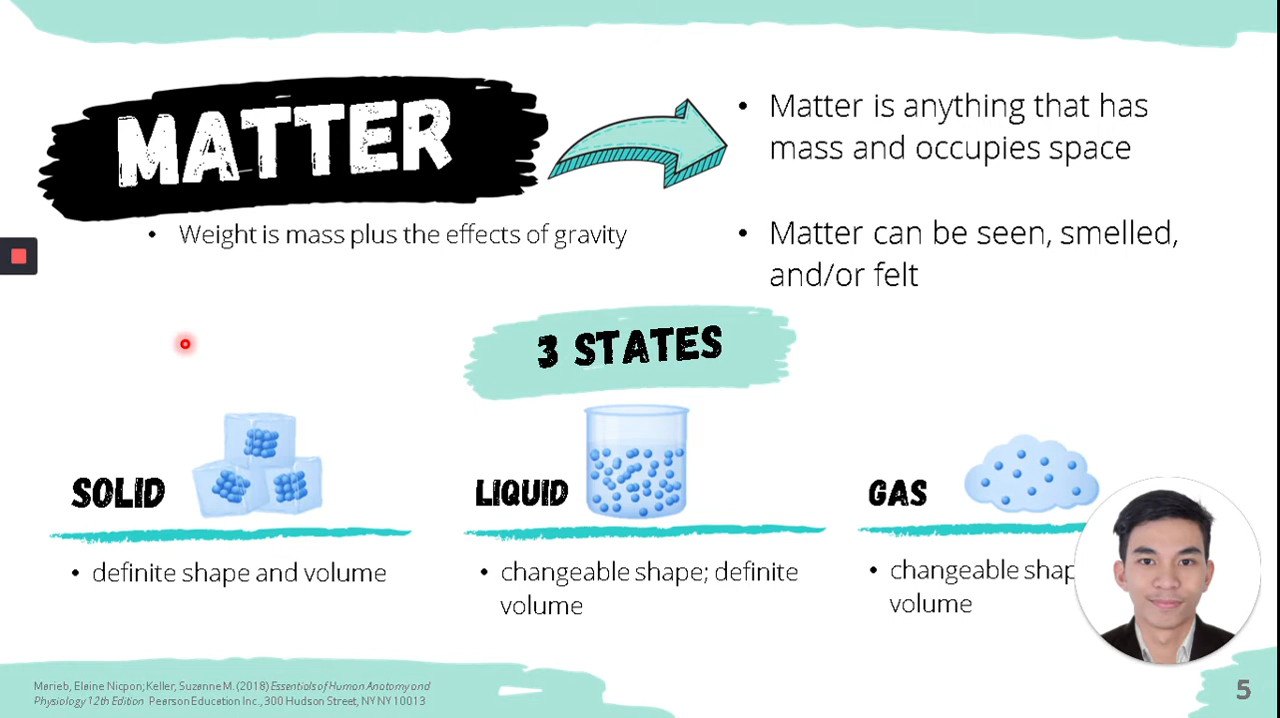 MATTER
• Matter is anything that has
mass and occupies space
• Weight is mass plus the effects of gravity
• Matter can be seen, smelled,
and/or felt
3 STATES
SOLID
• definite shape and volume
LIQUID
• changeable shape; definite
volume
GAS
• changeable
volume
Marieb, Elaine Nicpon; Keller, Suzanne M. (2018) Essentials of Human Anatomy and
Physiology 12th Edition Pearson Education Inc., 300 Hudson Street, NY NY 10013
5